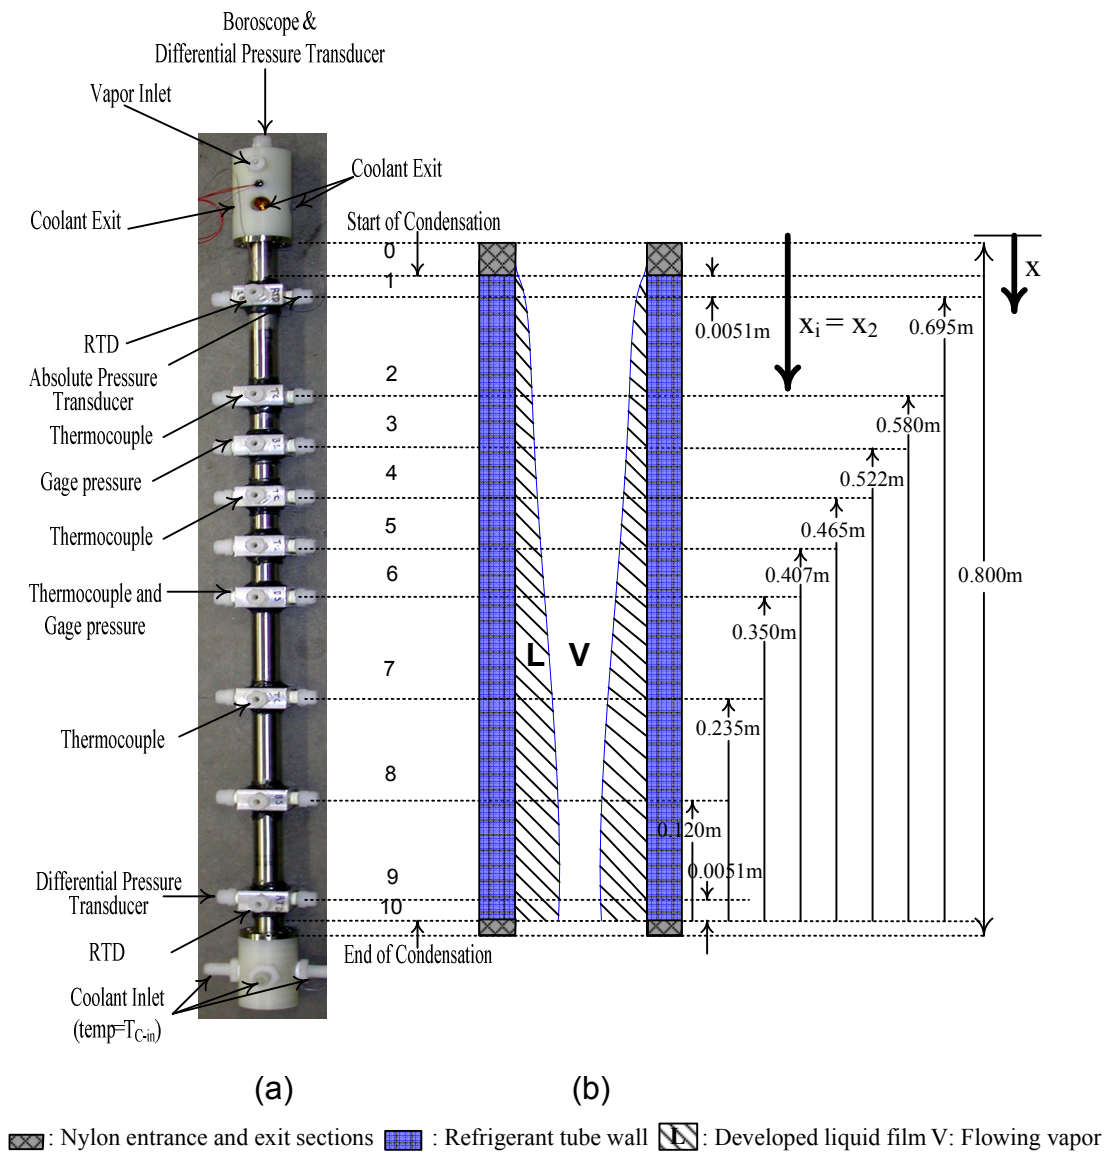 Boroscope &
Differential Pressure Transducer
Vapor Inlet
Coolant Exit
Coolant Exit
Start of Condensation
0
1
x
RTD
0.0051m
x_i = x_2
0.695m
Absolute Pressure
Transducer
2
Thermocouple
3
0.580m
Gage pressure
4
0.522m
Thermocouple
5
0.465m
6
0.407m
0.800m
Thermocouple and
Gage pressure
0.350m
L V
7
Thermocouple
0.235m
8
0.120m
Differential Pressure
Transducer
9
0.0051m
10
RTD
End of Condensation
Coolant Inlet
(temp=T_C-in)
(a)
(b)
: Nylon entrance and exit sections : Refrigerant tube wall L : Developed liquid film V: Flowing vapor